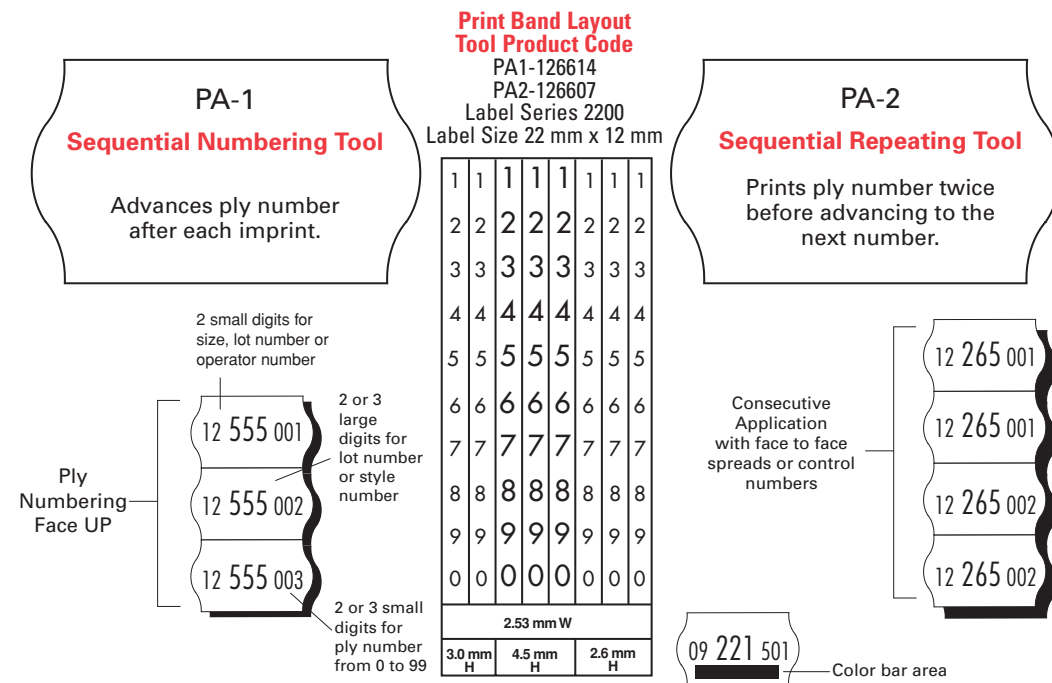 Print Band Layout
Tool Product Code
PA1-126614
PA2-126607
Label Series 2200
Label Size 22 mm x 12 mm
PA-1
Sequential Numbering Tool
Advances ply number
after each imprint.
1 1 1 1 1 1 1 1
2 2 2 2 2 2 2 2
3 3 3 3 3 3 3 3
4 4 4 4 4 4 4 4
5 5 5 5 5 5 5 5
6 6 6 6 6 6 6 6
7 7 7 7 7 7 7 7
8 8 8 8 8 8 8 8
9 9 9 9 9 9 9 9
0 0 0 0 0 0 0 0
2.53 mm W
3.0 mm H
4.5 mm H
2.6 mm H
PA-2
Sequential Repeating Tool
Prints ply number twice
before advancing to the
next number.
2 small digits for
size, lot number or
operator number
12 555 001
12 555 002
12 555 003
2 or 3
large
digits for
lot number
or style
number
Ply
Numbering
Face UP
2 or 3 small
digits for
ply number
from 0 to 99
Consecutive
Application
with face to face
spreads or control
numbers
12 265 001
12 265 001
12 265 002
12 265 002
09 221 501
Color bar area